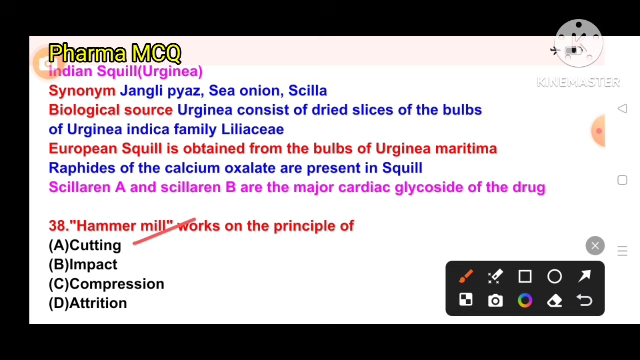 Pharma MCQ
KINEMASTER
Indian Squill(Urginea)
Synonym Jangli pyaz, Sea onion, Scilla
Biological source Urginea consist of dried slices of the bulbs
of Urginea indica family Liliaceae
European Squill is obtained from the bulbs of Urginea maritima
Raphides of the calcium oxalate are present in Squill
Scillaren A and scillaren B are the major cardiac glycoside of the drug
38."Hammer mill" works on the principle of
(A)Cutting
(B)Impact
(C)Compression
(D)Attrition